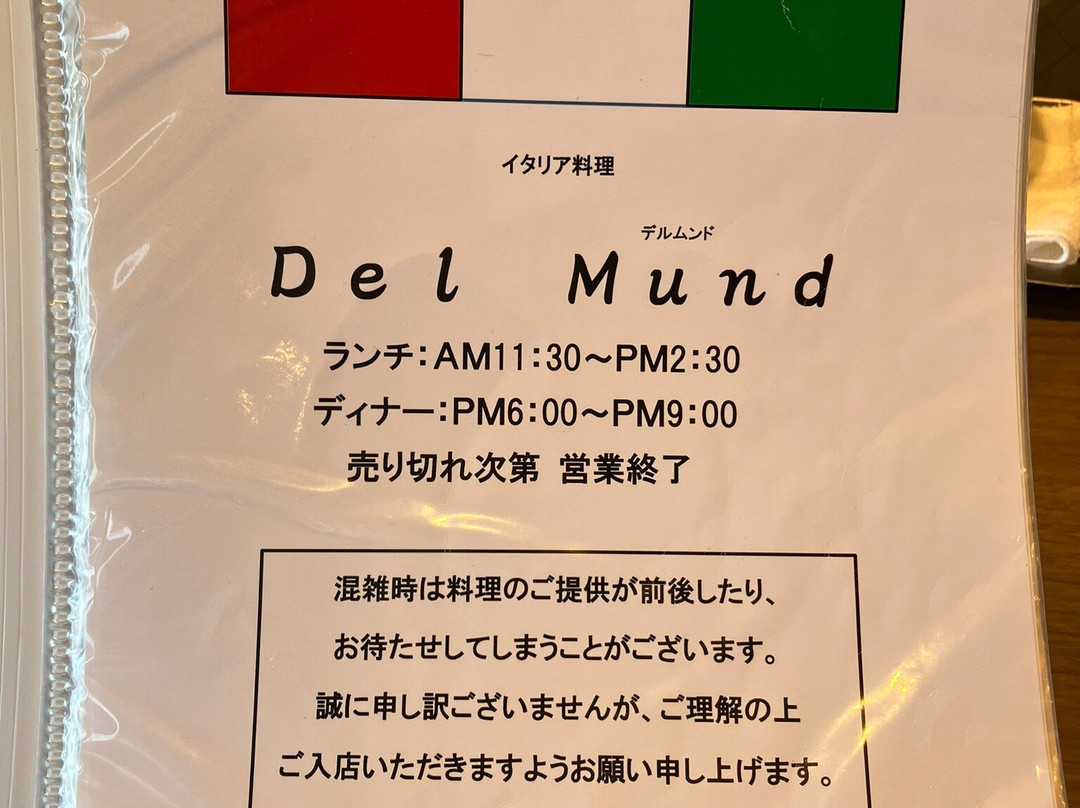 イタリア料理
デルムンド
Del Mund
ランチ：AM11：30～PM2：30
ディナー：PM6：00～PM9：00
売り切れ次第 営業終了
混雑時は料理のご提供が前後したり、
お待たせしてしまうことがございます。
誠に申し訳ございませんが、ご理解の上
ご入店いただきますようお願い申し上げます。